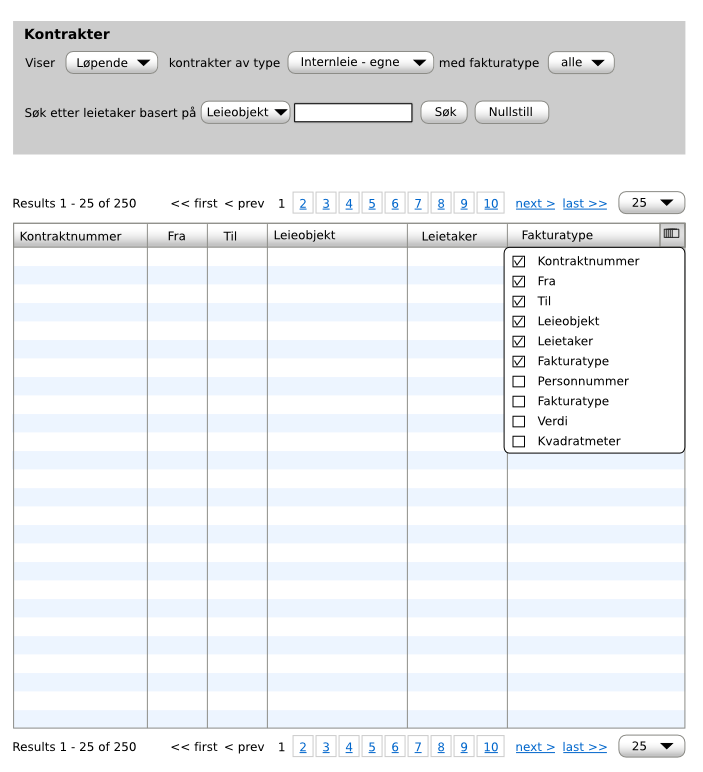 Kontrakter
Viser Løpende kontrakter av type Internleie - egne med fakturatype alle
Søk etter leietaker basert på Leieobjekt Søk Nullstill
Results 1 - 25 of 250 << first < prev 1 2 3 4 5 6 7 8 9 10 next > last >> 25
Kontraktnummer Fra Til Leieobjekt Leietaker Fakturatype
Kontraktnummer
Fra
Til
Leieobjekt
Leietaker
Fakturatype
Personnummer
Fakturatype
Verdi
Kvadratmeter
Results 1 - 25 of 250 << first < prev 1 2 3 4 5 6 7 8 9 10 next > last >> 25